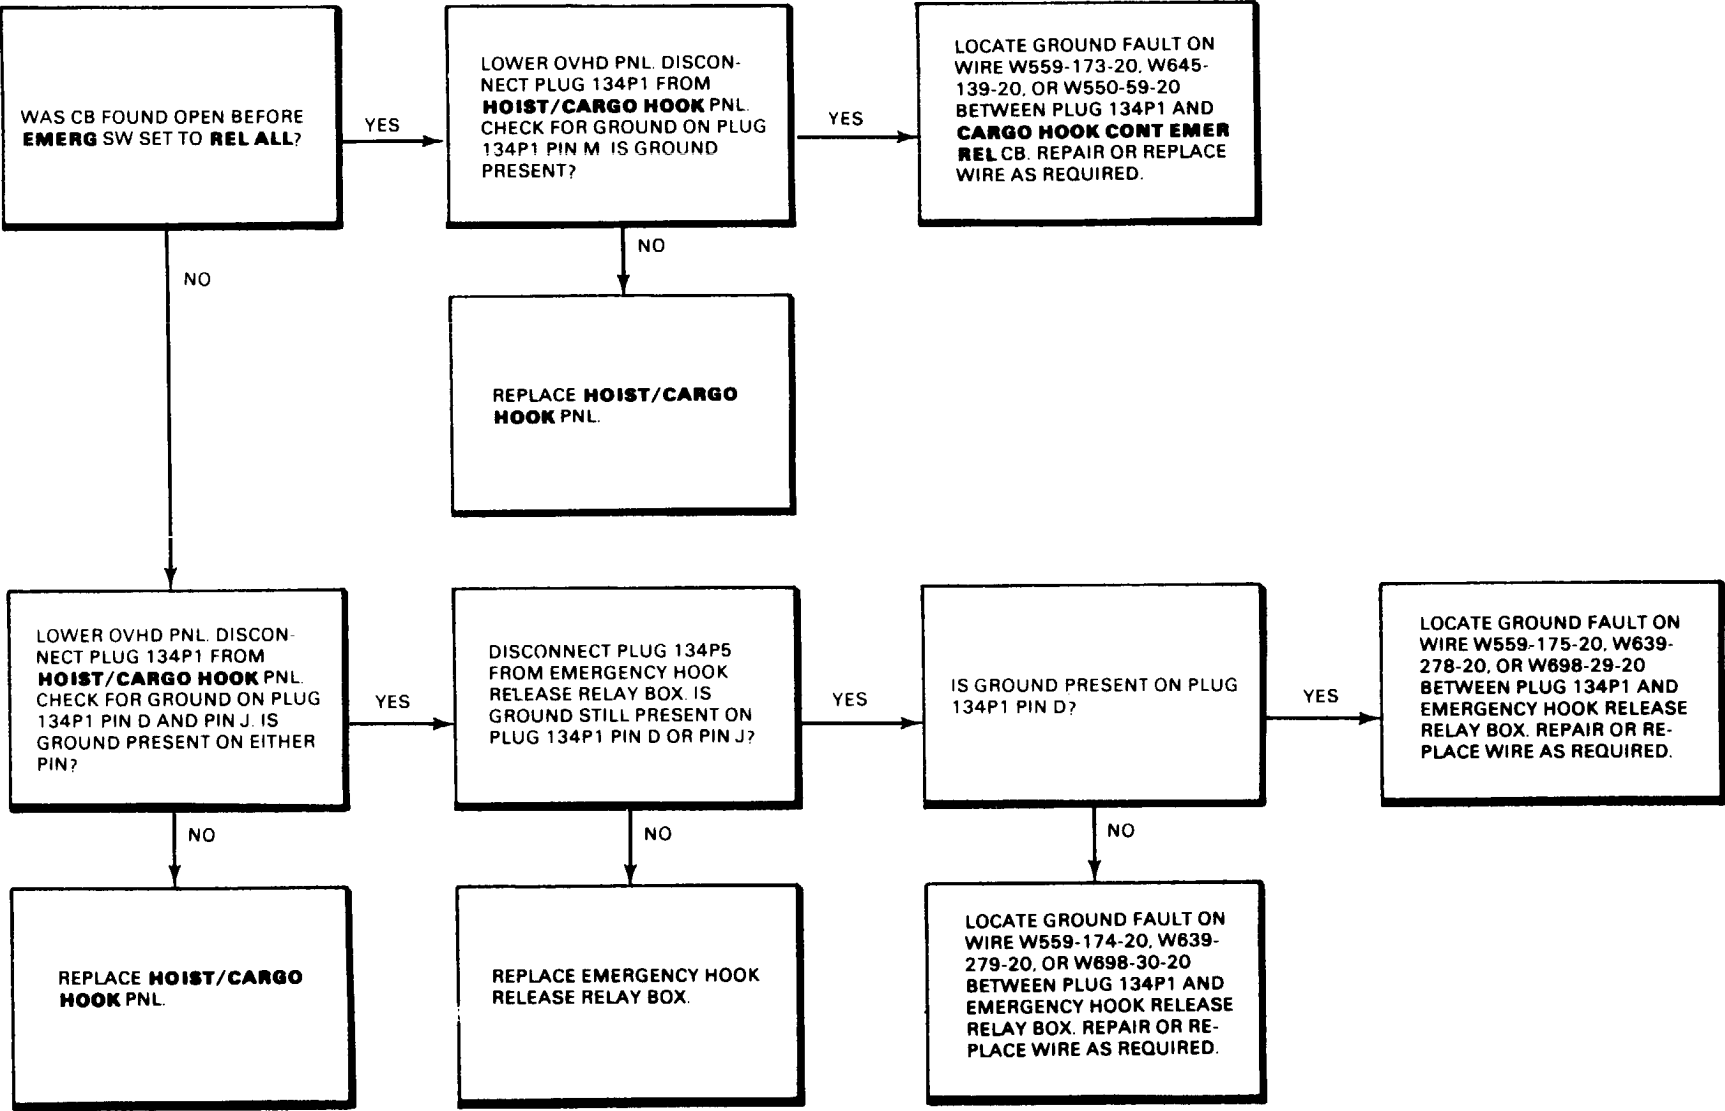 WAS CB FOUND OPEN BEFORE
EMERG SW SET TO REL ALL?
YES
LOWER OVHD PNL. DISCON-
NECT PLUG 134P1 FROM
HOIST/CARGO HOOK PNL.
CHECK FOR GROUND ON PLUG
134P1 PIN M IS GROUND
PRESENT?
YES
LOCATE GROUND FAULT ON
WIRE W559-173-20, W645-
139-20, OR W550-59-20
BETWEEN PLUG 134P1 AND
CARGO HOOK CONT EMER
REL CB. REPAIR OR REPLACE
WIRE AS REQUIRED.
NO
NO
REPLACE HOIST/CARGO
HOOK PNL.
LOWER OVHD PNL. DISCON-
NECT PLUG 134P1 FROM
HOIST/CARGO HOOK PNL.
CHECK FOR GROUND ON PLUG
134P1 PIN D AND PIN J. IS
GROUND PRESENT ON EITHER
PIN?
YES
DISCONNECT PLUG 134P5
FROM EMERGENCY HOOK
RELEASE RELAY BOX. IS
GROUND STILL PRESENT ON
PLUG 134P1 PIN D OR PIN J?
YES
IS GROUND PRESENT ON PLUG
134P1 PIN D?
YES
LOCATE GROUND FAULT ON
WIRE W559-175-20, W639-
278-20, OR W698-29-20
BETWEEN PLUG 134P1 AND
EMERGENCY HOOK RELEASE
RELAY BOX. REPAIR OR RE-
PLACE WIRE AS REQUIRED.
NO
NO
NO
REPLACE HOIST/CARGO
HOOK PNL.
REPLACE EMERGENCY HOOK
RELEASE RELAY BOX.
LOCATE GROUND FAULT ON
WIRE W559-174-20, W639-
279-20, OR W698-30-20
BETWEEN PLUG 134P1 AND
EMERGENCY HOOK RELEASE
RELAY BOX. REPAIR OR RE-
PLACE WIRE AS REQUIRED.